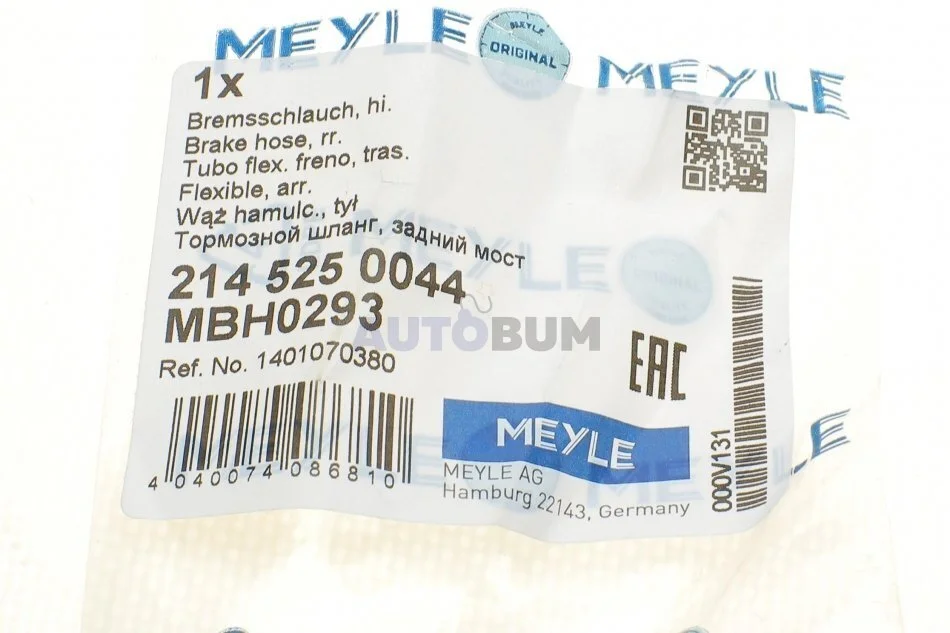 MEYLE
MEYLE ORIGINAL
MEYLE
1x
Bremsschlauch, hi.
Brake hose, rr.
Tubo flex. freno, tras.
Flexible, arr.
Wąż hamulc., tył
Тормозной шланг, задний мост
MEYLE
214 525 0044
MBH0293
AUTOBUM
Ref. No. 1401070380
EAC
MEYLE
4 040074 086810
MEYLE AG
Hamburg 22143, Germany
000V131
MEYLE